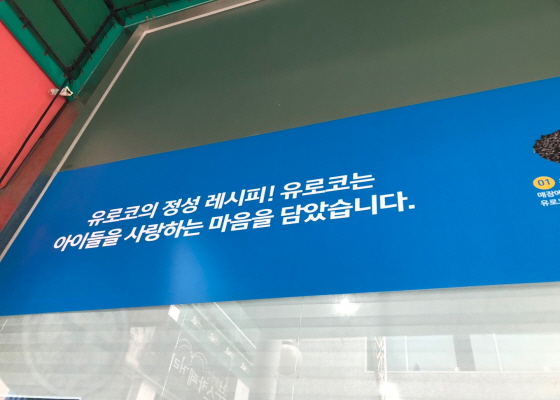 유로코의 정성 레시피! 유로코는
아이들을 사랑하는 마음을 담았습니다.
01